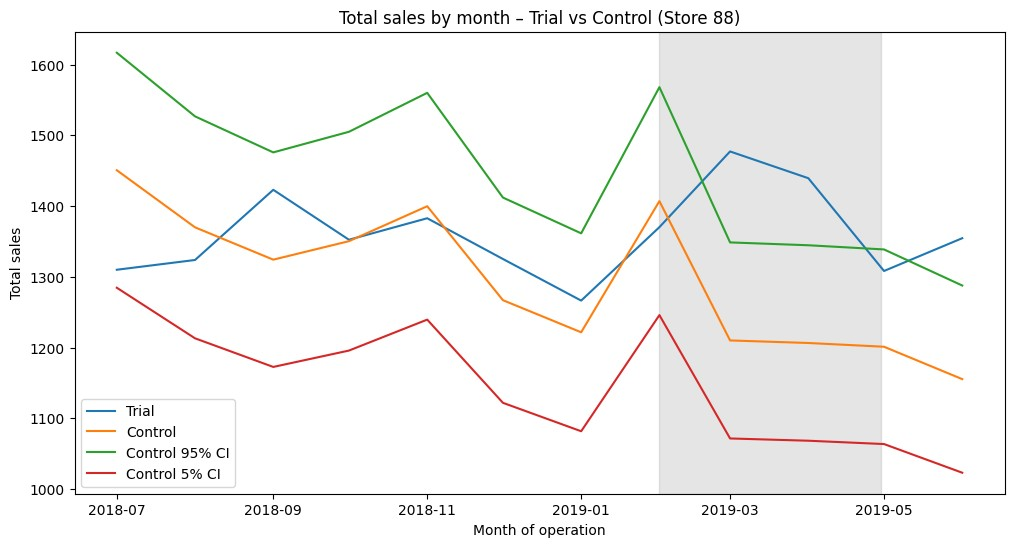 Total sales by month – Trial vs Control (Store 88)
Total sales
1600
1500
1400
1300
1200
1100
1000
Trial
Control
Control 95% CI
Control 5% CI
2018-07
2018-09
2018-11
2019-01
2019-03
2019-05
Month of operation